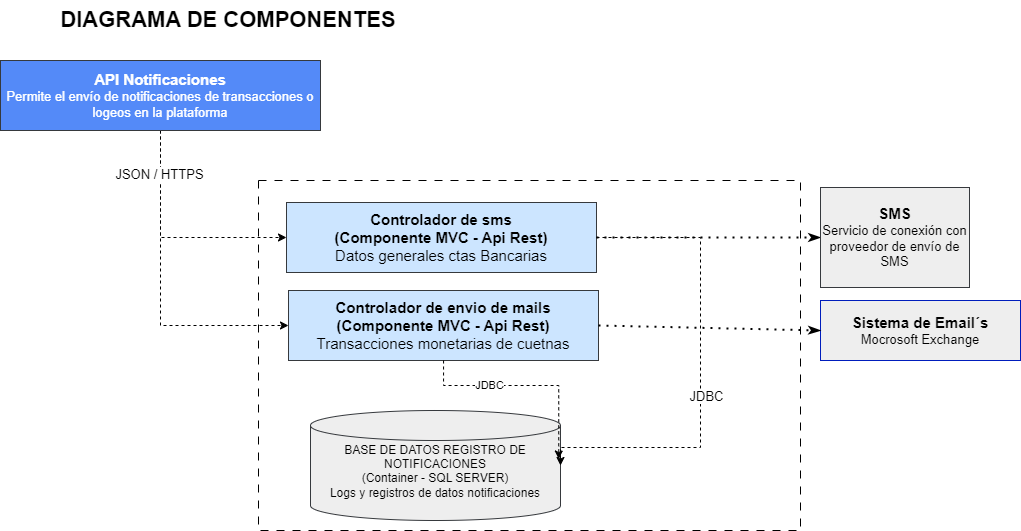 DIAGRAMA DE COMPONENTES
API Notificaciones
Permite el envío de notificaciones de transacciones o
logeos en la plataforma
JSON / HTTPS
Controlador de sms
(Componente MVC - Api Rest)
Datos generales ctas Bancarias
SMS
Servicio de conexión con
proveedor de envío de
SMS
Controlador de envio de mails
(Componente MVC - Api Rest)
Transacciones monetarias de cuetnas
Sistema de Email´s
Mocrosoft Exchange
JDBC
JDBC
BASE DE DATOS REGISTRO DE
NOTIFICACIONES
(Container - SQL SERVER)
Logs y registros de datos notificaciones